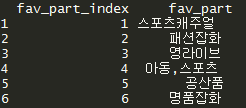 fav_part_index fav_part
1 1 스포츠캐주얼
2 2 패션잡화
3 3 영라이브
4 4 아동,스포츠
5 5 공산품
6 6 명품잡화